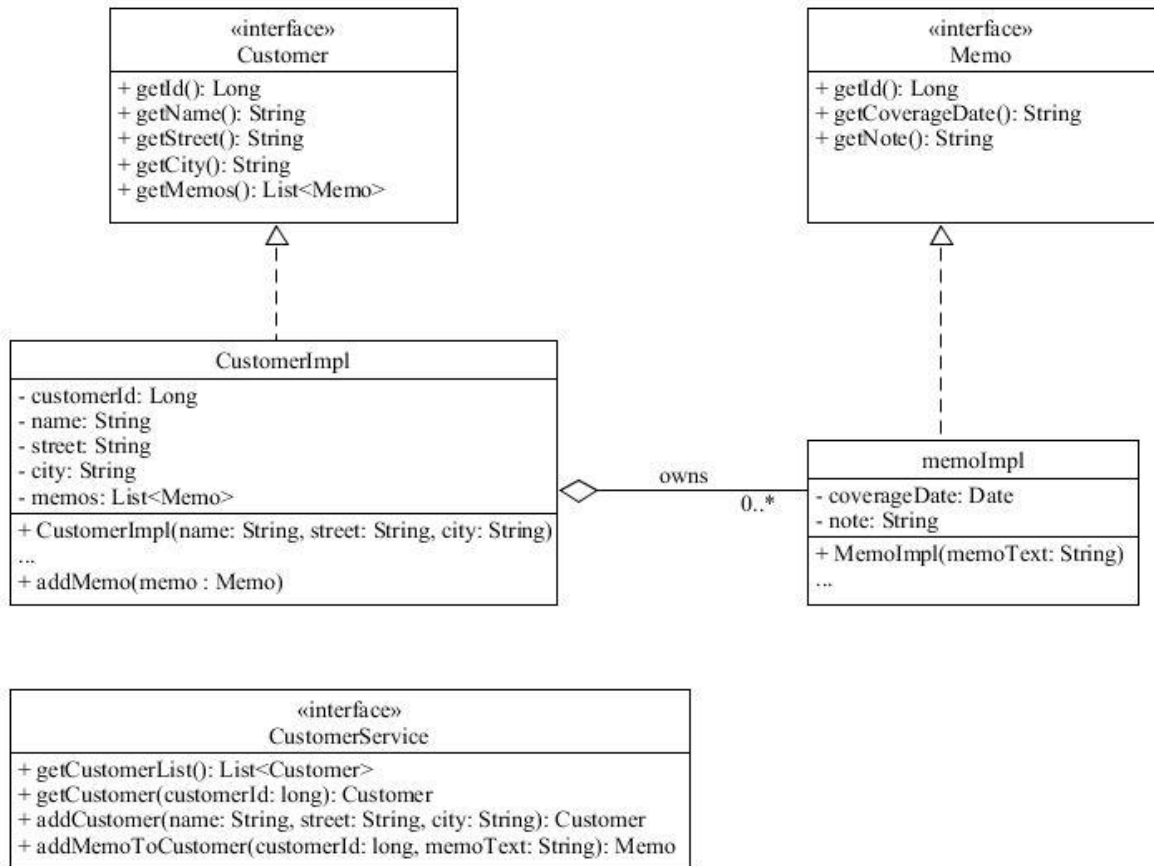 «interface»
Customer
+ getId(): Long
+ getName(): String
+ getStreet(): String
+ getCity(): String
+ getMemos(): List<Memo>
«interface»
Memo
+ getId(): Long
+ getCoverageDate(): String
+ getNote(): String
CustomerImpl
- customerId: Long
- name: String
- street: String
- city: String
- memos: List<Memo>
+ CustomerImpl(name: String, street: String, city: String)
...
+ addMemo(memo : Memo)
owns
0..*
memoImpl
- coverageDate: Date
- note: String
+ MemoImpl(memoText: String)
...
«interface»
CustomerService
+ getCustomerList(): List<Customer>
+ getCustomer(customerId: long): Customer
+ addCustomer(name: String, street: String, city: String): Customer
+ addMemoToCustomer(customerId: long, memoText: String): Memo